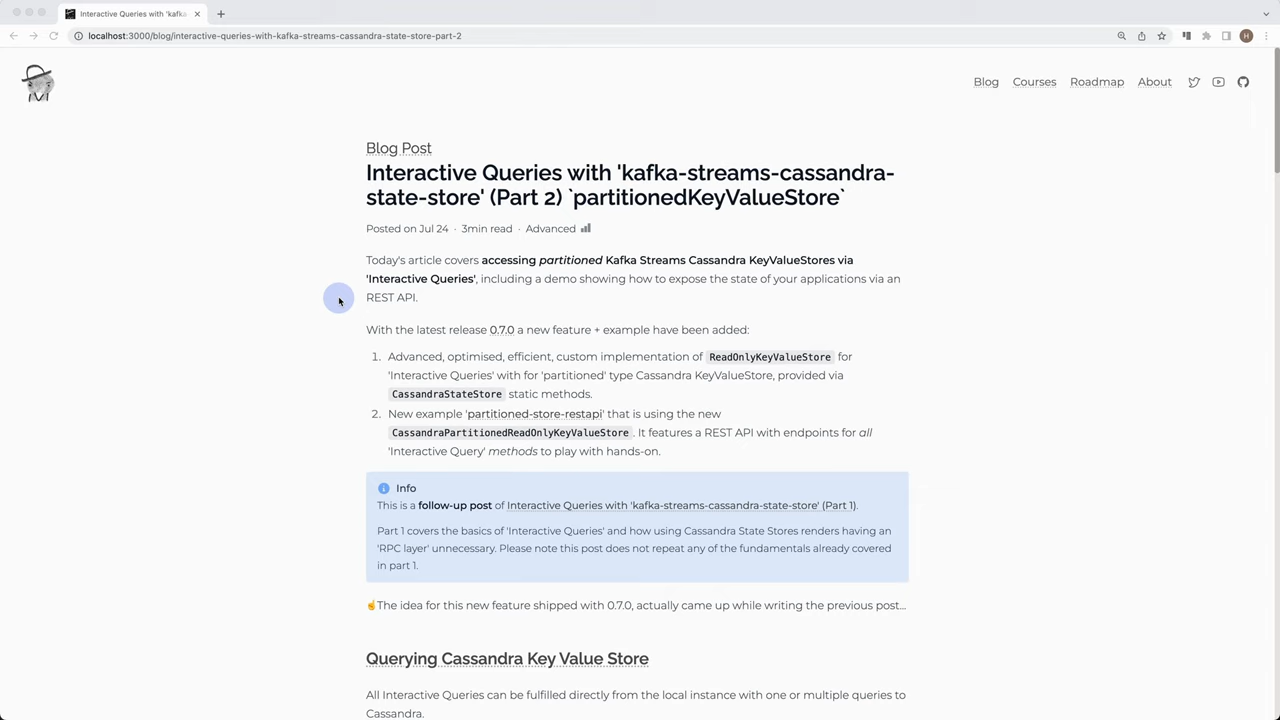 Interactive Queries with 'kafka
localhost:3000/blog/interactive-queries-with-kafka-streams-cassandra-state-store-part-2
H
Blog Courses Roadmap About
Blog Post
Interactive Queries with 'kafka-streams-cassandra-
state-store' (Part 2) `partitionedKeyValueStore`
Posted on Jul 24 · 3min read · Advanced
Today's article covers accessing partitioned Kafka Streams Cassandra KeyValueStores via
'Interactive Queries', including a demo showing how to expose the state of your applications via an
REST API.
With the latest release 0.7.0 a new feature + example have been added:
1. Advanced, optimised, efficient, custom implementation of ReadOnlyKeyValueStore for
'Interactive Queries' with for 'partitioned' type Cassandra KeyValueStore, provided via
CassandraStateStore static methods.
2. New example 'partitioned-store-restapi' that is using the new
CassandraPartitionedReadOnlyKeyValueStore. It features a REST API with endpoints for all
'Interactive Query' methods to play with hands-on.
Info
This is a follow-up post of Interactive Queries with 'kafka-streams-cassandra-state-store' (Part 1).
Part 1 covers the basics of 'Interactive Queries' and how using Cassandra State Stores renders having an
'RPC layer' unnecessary. Please note this post does not repeat any of the fundamentals already covered
in part 1.
☝️The idea for this new feature shipped with 0.7.0, actually came up while writing the previous post...
Querying Cassandra Key Value Store
All Interactive Queries can be fulfilled directly from the local instance with one or multiple queries to
Cassandra.